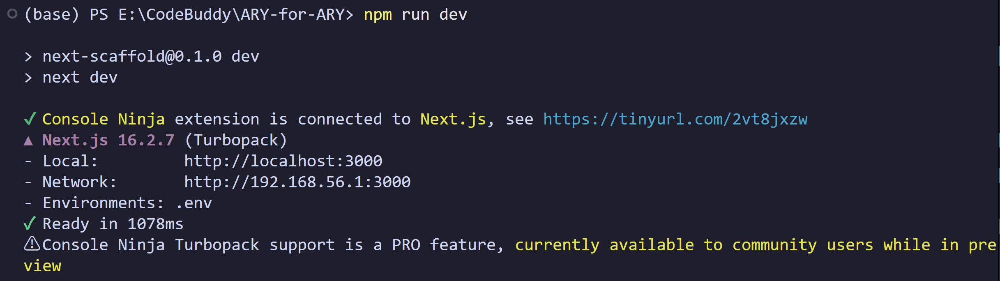 (base) PS E:\CodeBuddy\ARY-for-ARY> npm run dev
> next-scaffold@0.1.0 dev
> next dev
✓ Console Ninja extension is connected to Next.js, see https://tinyurl.com/2vt8jxzw
▲ Next.js 16.2.7 (Turbopack)
- Local:         http://localhost:3000
- Network:       http://192.168.56.1:3000
- Environments: .env
✓ Ready in 1078ms
⚠Console Ninja Turbopack support is a PRO feature, currently available to community users while in pre
view